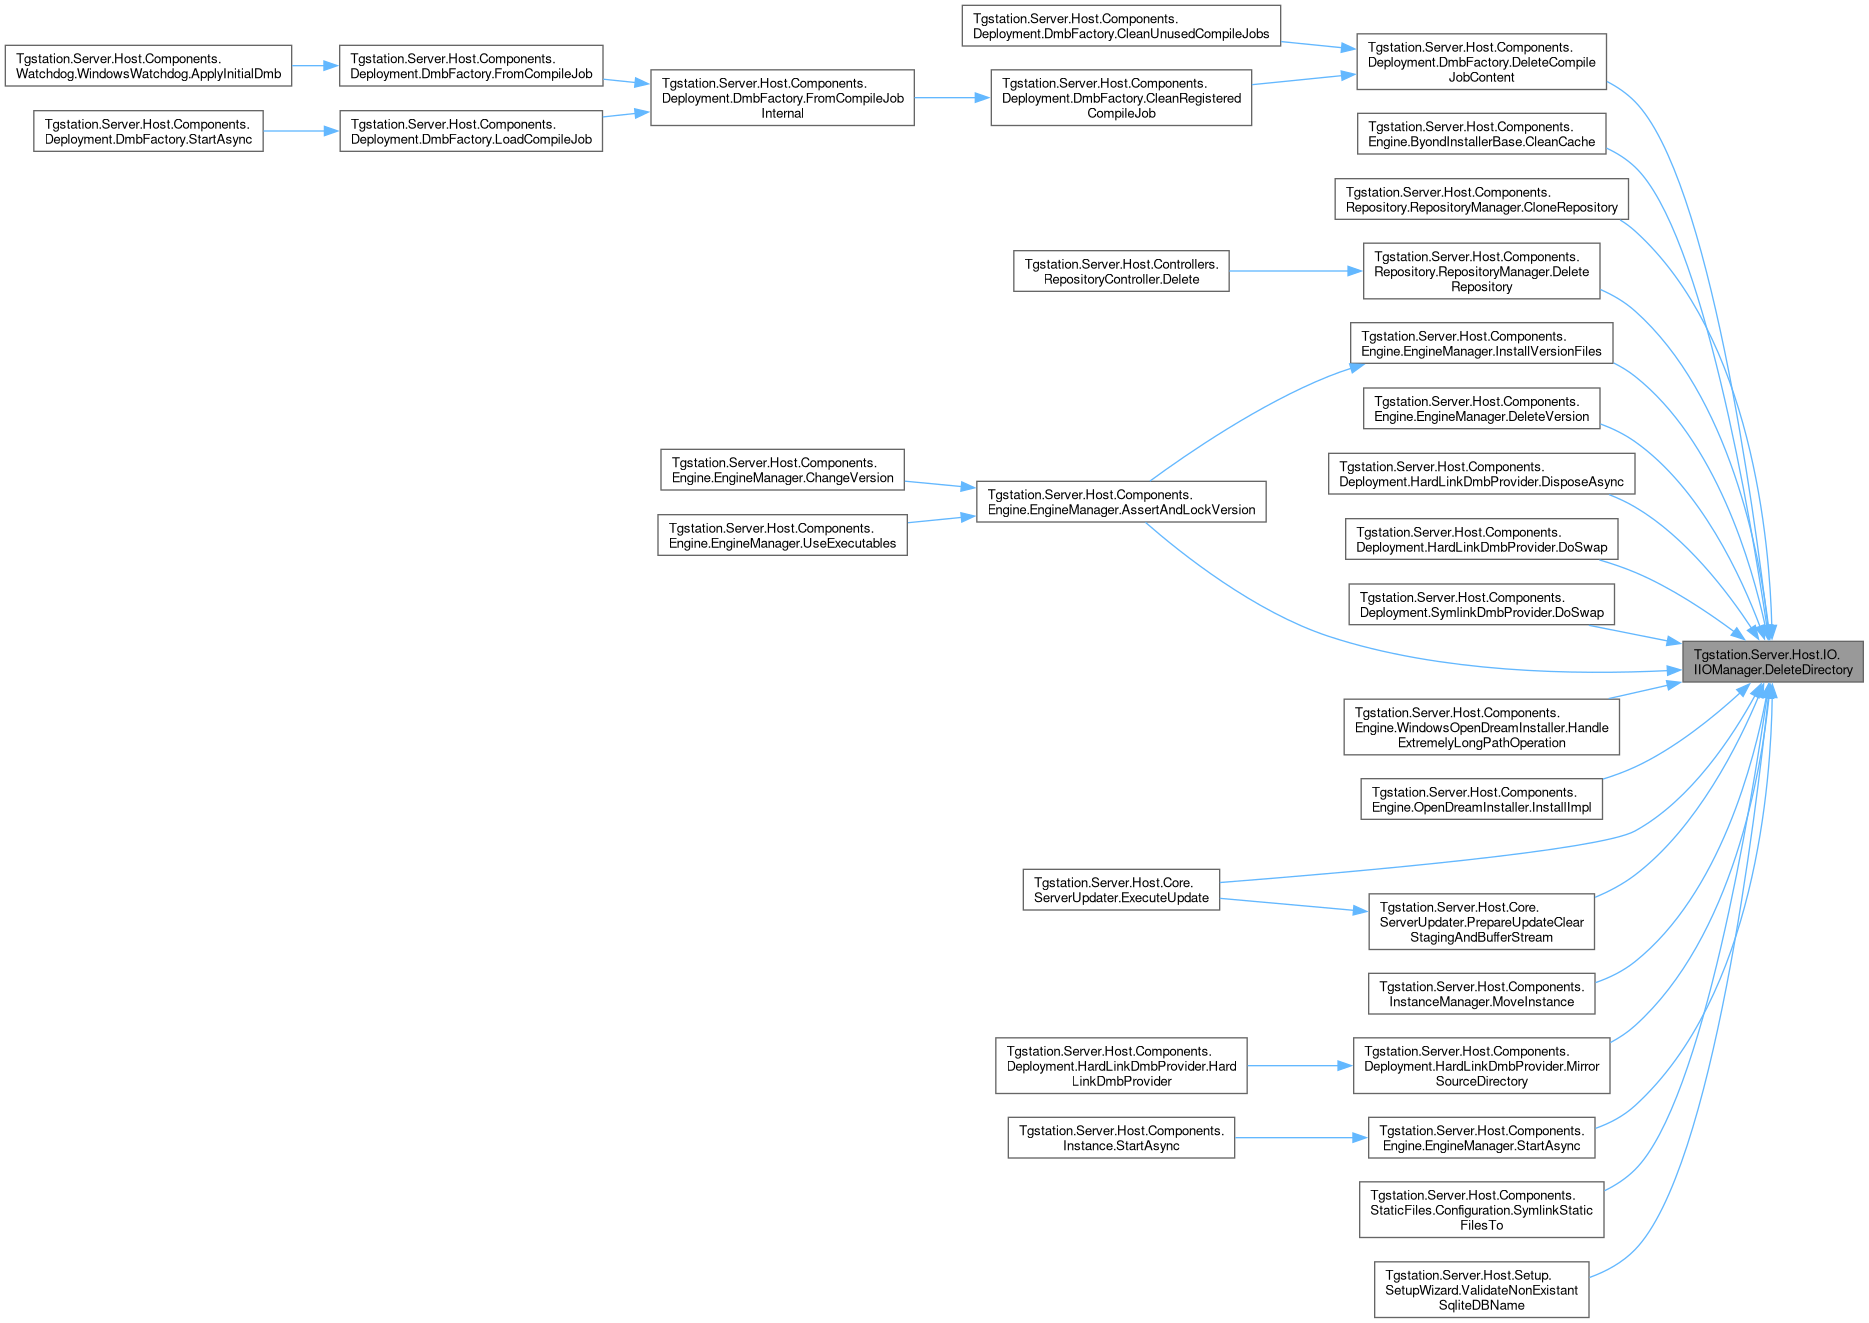 Tgstation.Server.Host.Components.
Watchdog.WindowsWatchdog.ApplyInitialDmb
Tgstation.Server.Host.Components.
Deployment.DmbFactory.StartAsync
Tgstation.Server.Host.Components.
Deployment.DmbFactory.FromCompileJob
Tgstation.Server.Host.Components.
Deployment.DmbFactory.LoadCompileJob
Tgstation.Server.Host.Components.
Deployment.DmbFactory.FromCompileJob
Internal
Tgstation.Server.Host.Components.
Deployment.DmbFactory.CleanUnusedCompileJobs
Tgstation.Server.Host.Components.
Deployment.DmbFactory.CleanRegistered
CompileJob
Tgstation.Server.Host.Components.
Deployment.DmbFactory.DeleteCompile
JobContent
Tgstation.Server.Host.Components.
Engine.ByondInstallerBase.CleanCache
Tgstation.Server.Host.Components.
Repository.RepositoryManager.CloneRepository
Tgstation.Server.Host.Controllers.
RepositoryController.Delete
Tgstation.Server.Host.Components.
Repository.RepositoryManager.Delete
Repository
Tgstation.Server.Host.Components.
Engine.EngineManager.InstallVersionFiles
Tgstation.Server.Host.Components.
Engine.EngineManager.DeleteVersion
Tgstation.Server.Host.Components.
Engine.EngineManager.ChangeVersion
Tgstation.Server.Host.Components.
Engine.EngineManager.UseExecutables
Tgstation.Server.Host.Components.
Engine.EngineManager.AssertAndLockVersion
Tgstation.Server.Host.Components.
Deployment.HardLinkDmbProvider.DisposeAsync
Tgstation.Server.Host.Components.
Deployment.HardLinkDmbProvider.DoSwap
Tgstation.Server.Host.Components.
Deployment.SymlinkDmbProvider.DoSwap
Tgstation.Server.Host.IO.
IIOManager.DeleteDirectory
Tgstation.Server.Host.Components.
Engine.WindowsOpenDreamInstaller.Handle
ExtremelyLongPathOperation
Tgstation.Server.Host.Components.
Engine.OpenDreamInstaller.InstallImpl
Tgstation.Server.Host.Core.
ServerUpdater.ExecuteUpdate
Tgstation.Server.Host.Core.
ServerUpdater.PrepareUpdateClear
StagingAndBufferStream
Tgstation.Server.Host.Components.
InstanceManager.MoveInstance
Tgstation.Server.Host.Components.
Deployment.HardLinkDmbProvider.Hard
LinkDmbProvider
Tgstation.Server.Host.Components.
Deployment.HardLinkDmbProvider.Mirror
SourceDirectory
Tgstation.Server.Host.Components.
Instance.StartAsync
Tgstation.Server.Host.Components.
Engine.EngineManager.StartAsync
Tgstation.Server.Host.Components.
StaticFiles.Configuration.SymlinkStatic
FilesTo
Tgstation.Server.Host.Setup.
SetupWizard.ValidateNonExistant
SqliteDBName